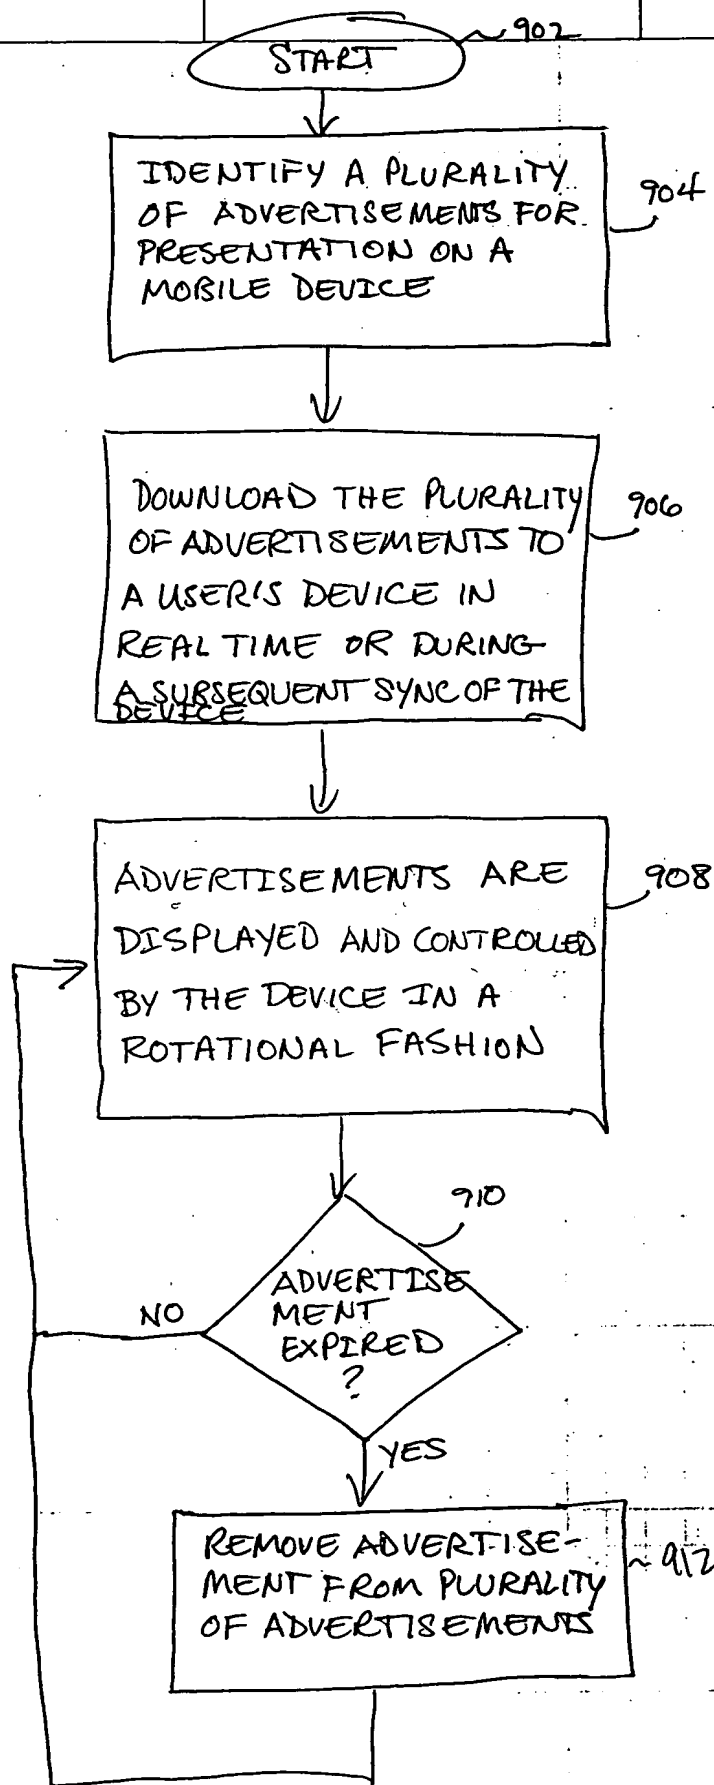 902
START
IDENTIFY A PLURALITY
OF ADVERTISEMENTS FOR
PRESENTATION ON A
MOBILE DEVICE
904
DOWNLOAD THE PLURALITY
OF ADVERTISEMENTS TO
A USER'S DEVICE IN
REAL TIME OR DURING
A SUBSEQUENT SYNC OF THE
DEVICE
906
ADVERTISEMENTS ARE
DISPLAYED AND CONTROLLED
BY THE DEVICE IN A
ROTATIONAL FASHION
908
910
ADVERTISE
MENT
EXPIRED
?
NO
YES
REMOVE ADVERTISE-
MENT FROM PLURALITY
OF ADVERTISEMENTS
912